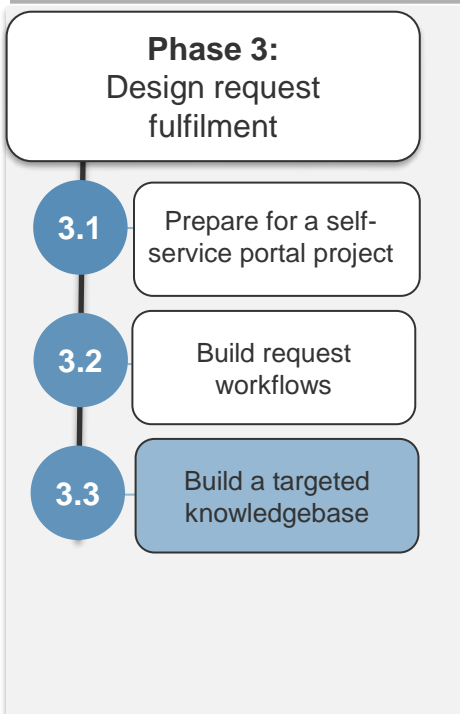 Phase 3:
Design request
fulfilment
3.1
Prepare for a self-
service portal project
3.2
Build request
workflows
3.3
Build a targeted
knowledgebase